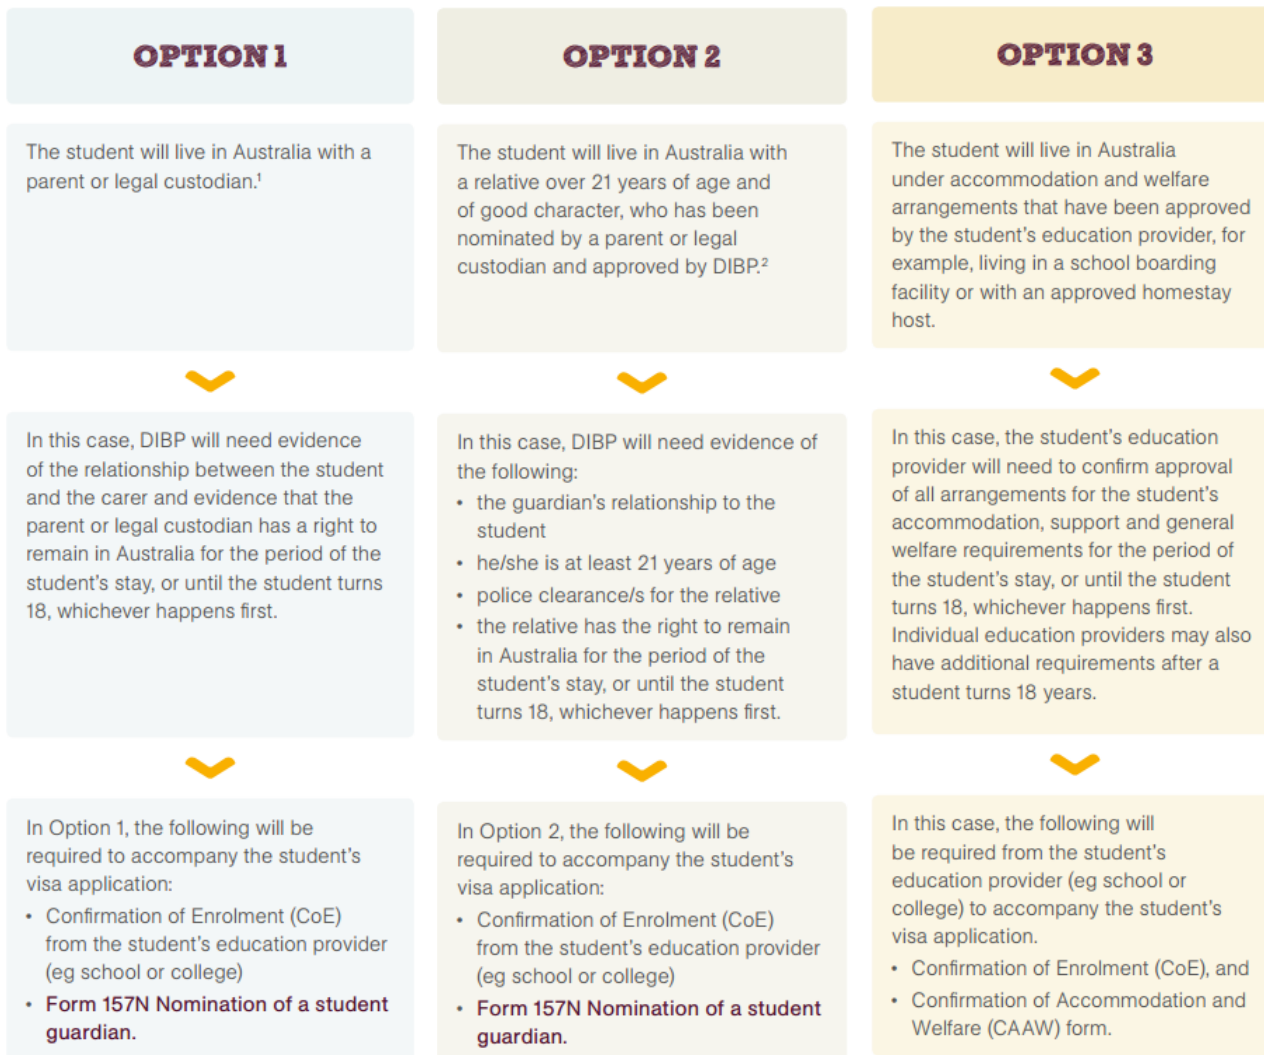 OPTION 1
The student will live in Australia with a
parent or legal custodian.¹
In this case, DIBP will need evidence
of the relationship between the student
and the carer and evidence that the
parent or legal custodian has a right to
remain in Australia for the period of the
student's stay, or until the student turns
18, whichever happens first.
In Option 1, the following will be
required to accompany the student's
visa application:
• Confirmation of Enrolment (CoE)
from the student's education provider
(eg school or college)
• Form 157N Nomination of a student
guardian.
OPTION 2
The student will live in Australia with
a relative over 21 years of age and
of good character, who has been
nominated by a parent or legal
custodian and approved by DIBP.²
In this case, DIBP will need evidence of
the following:
• the guardian's relationship to the
student
• he/she is at least 21 years of age
• police clearance/s for the relative
• the relative has the right to remain
in Australia for the period of the
student's stay, or until the student
turns 18, whichever happens first.
In Option 2, the following will be
required to accompany the student's
visa application:
• Confirmation of Enrolment (CoE)
from the student's education provider
(eg school or college)
• Form 157N Nomination of a student
guardian.
OPTION 3
The student will live in Australia
under accommodation and welfare
arrangements that have been approved
by the student's education provider, for
example, living in a school boarding
facility or with an approved homestay
host.
In this case, the student's education
provider will need to confirm approval
of all arrangements for the student's
accommodation, support and general
welfare requirements for the period of
the student's stay, or until the student
turns 18, whichever happens first.
Individual education providers may also
have additional requirements after a
student turns 18 years.
In this case, the following will
be required from the student's
education provider (eg school or
college) to accompany the student's
visa application.
• Confirmation of Enrolment (CoE), and
• Confirmation of Accommodation and
Welfare (CAAW) form.